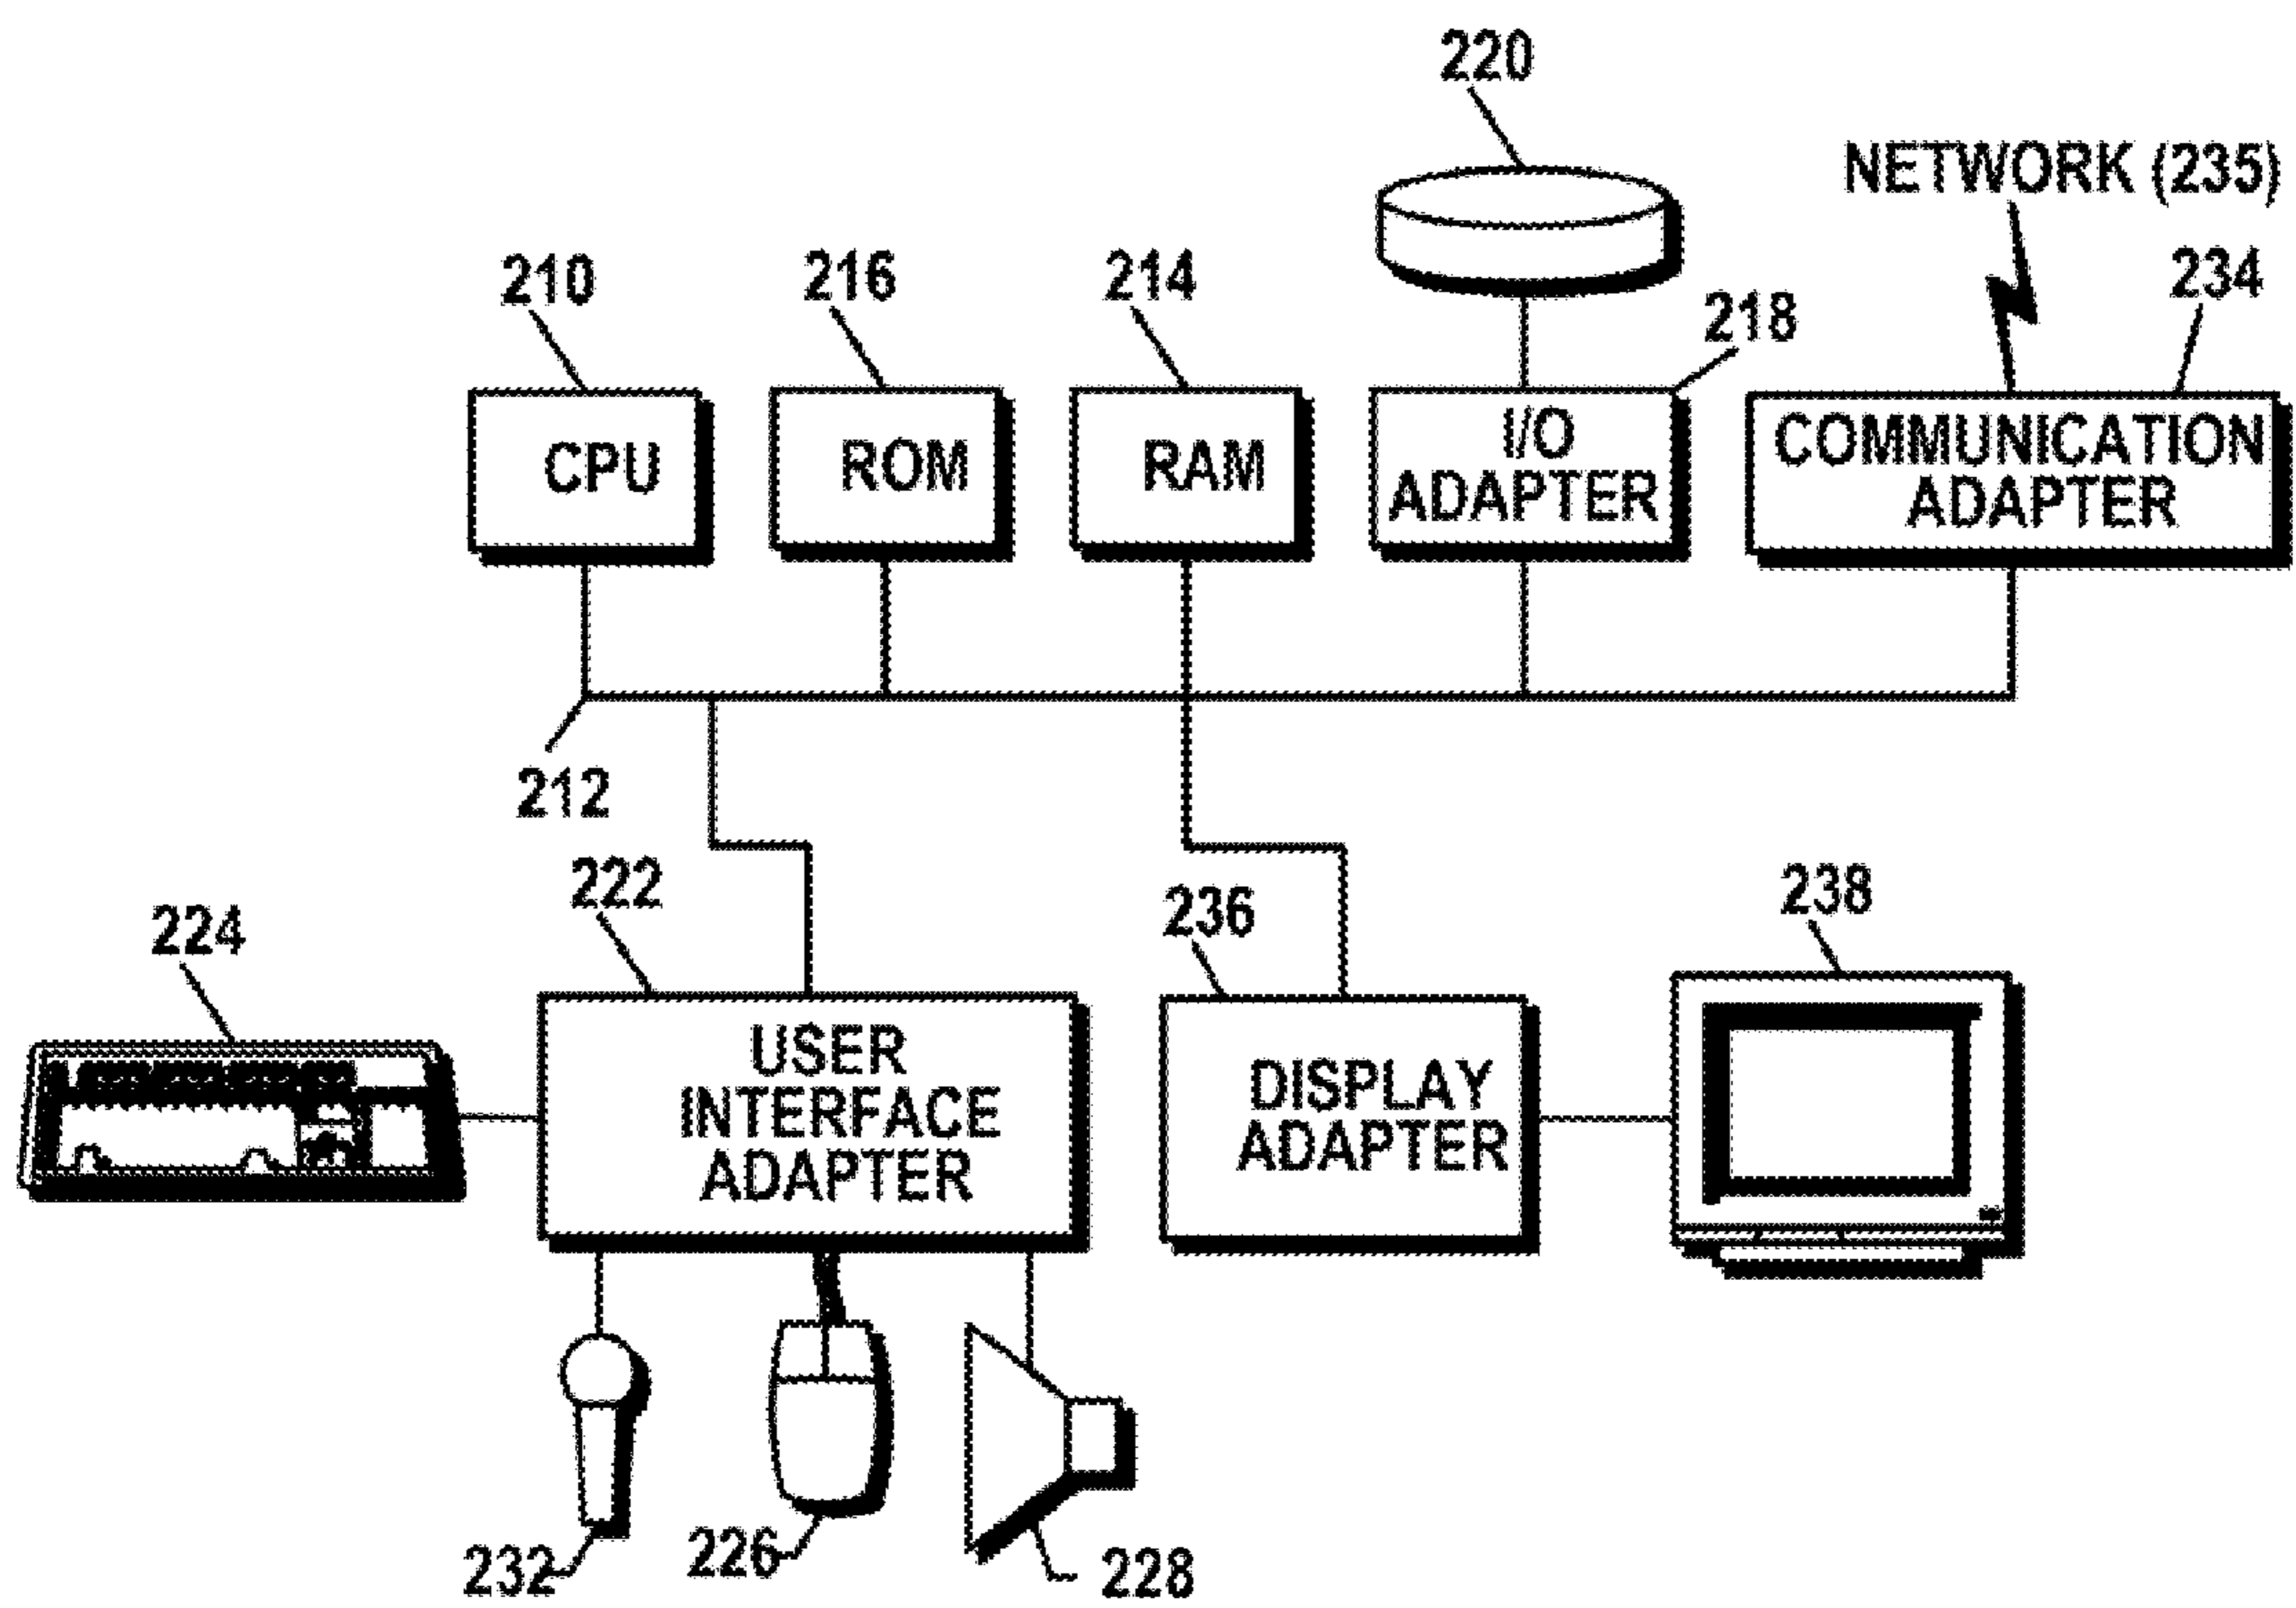 220
NETWORK (235)
210
216
214
218
234
CPU
ROM
RAM
I/O
ADAPTER
COMMUNICATION
ADAPTER
212
222
224
236
238
USER
INTERFACE
ADAPTER
DISPLAY
ADAPTER
232
226
228